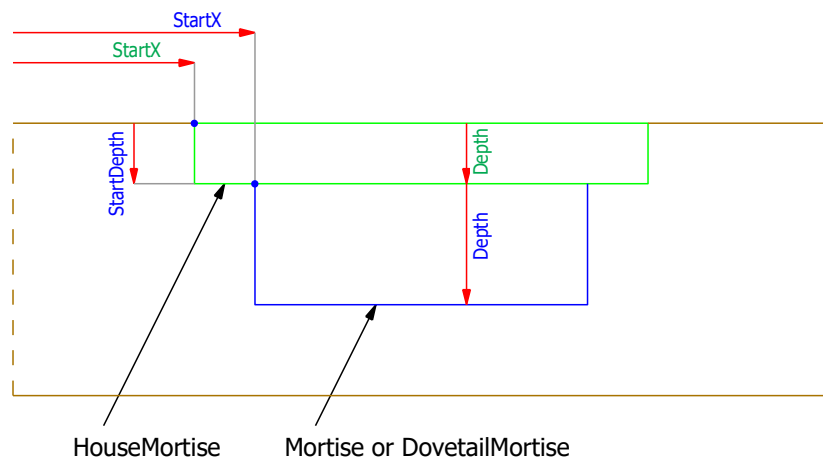 StartX
StartX
StartDepth
Depth
Depth
HouseMortise
Mortise or DovetailMortise